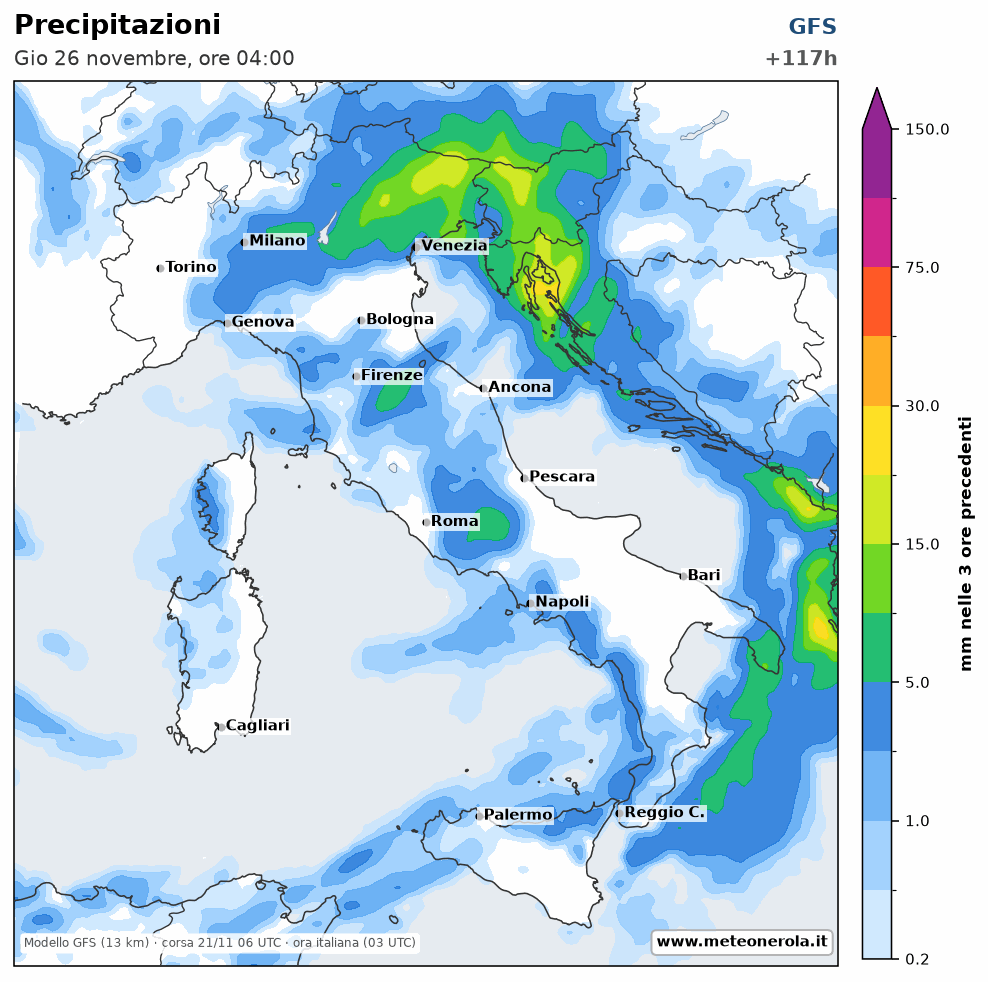 Precipitazioni
GFS
Gio 26 novembre, ore 04:00
+117h
150.0
75.0
30.0
15.0
5.0
1.0
0.2
mm nelle 3 ore precedenti
Milano
Venezia
Torino
Genova
Bologna
Firenze
Ancona
Pescara
Roma
Bari
Napoli
Cagliari
Palermo
Reggio C.
Modello GFS (13 km) · corsa 21/11 06 UTC · ora italiana (03 UTC)
www.meteonerola.it